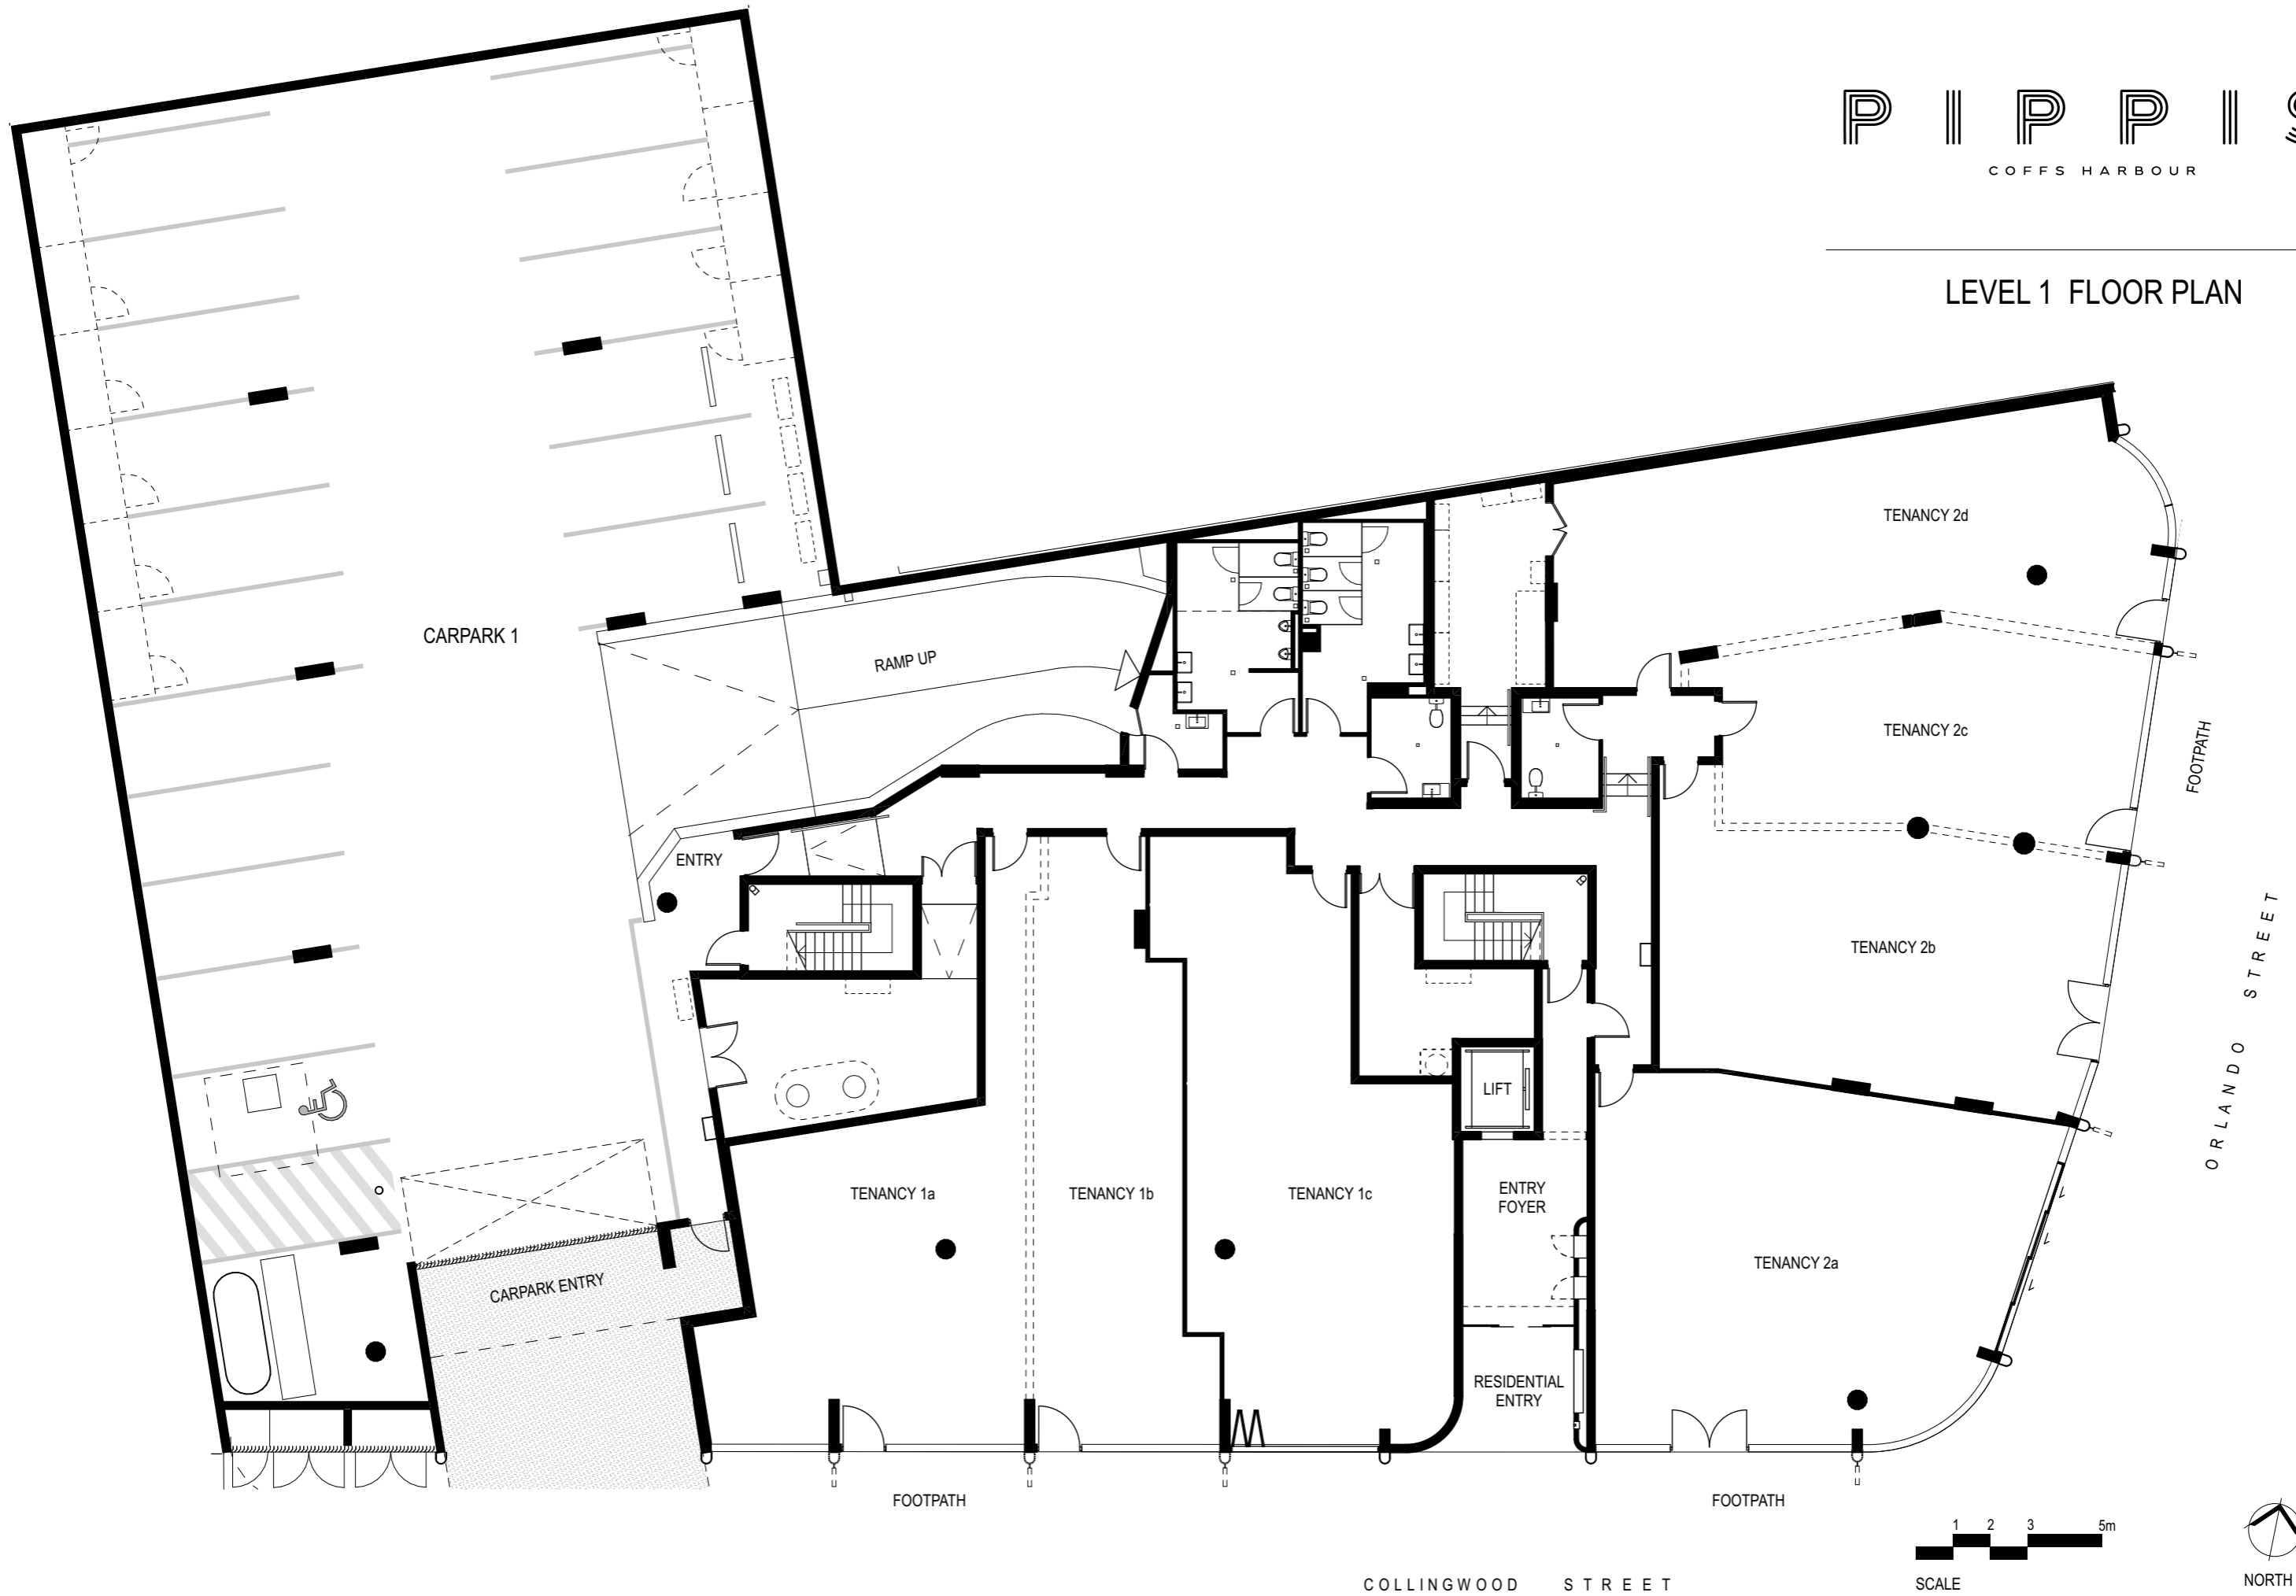 PIPPIS
COFFS HARBOUR
LEVEL 1 FLOOR PLAN
TENANCY 2d
CARPARK 1
RAMP UP
TENANCY 2c
FOOTPATH
ENTRY
TENANCY 2b
ORLANDO STREET
LIFT
TENANCY 1a
TENANCY 1b
TENANCY 1c
ENTRY
FOYER
TENANCY 2a
CARPARK ENTRY
RESIDENTIAL
ENTRY
FOOTPATH
FOOTPATH
1 2 3 5m
SCALE
NORTH
COLLINGWOOD STREET